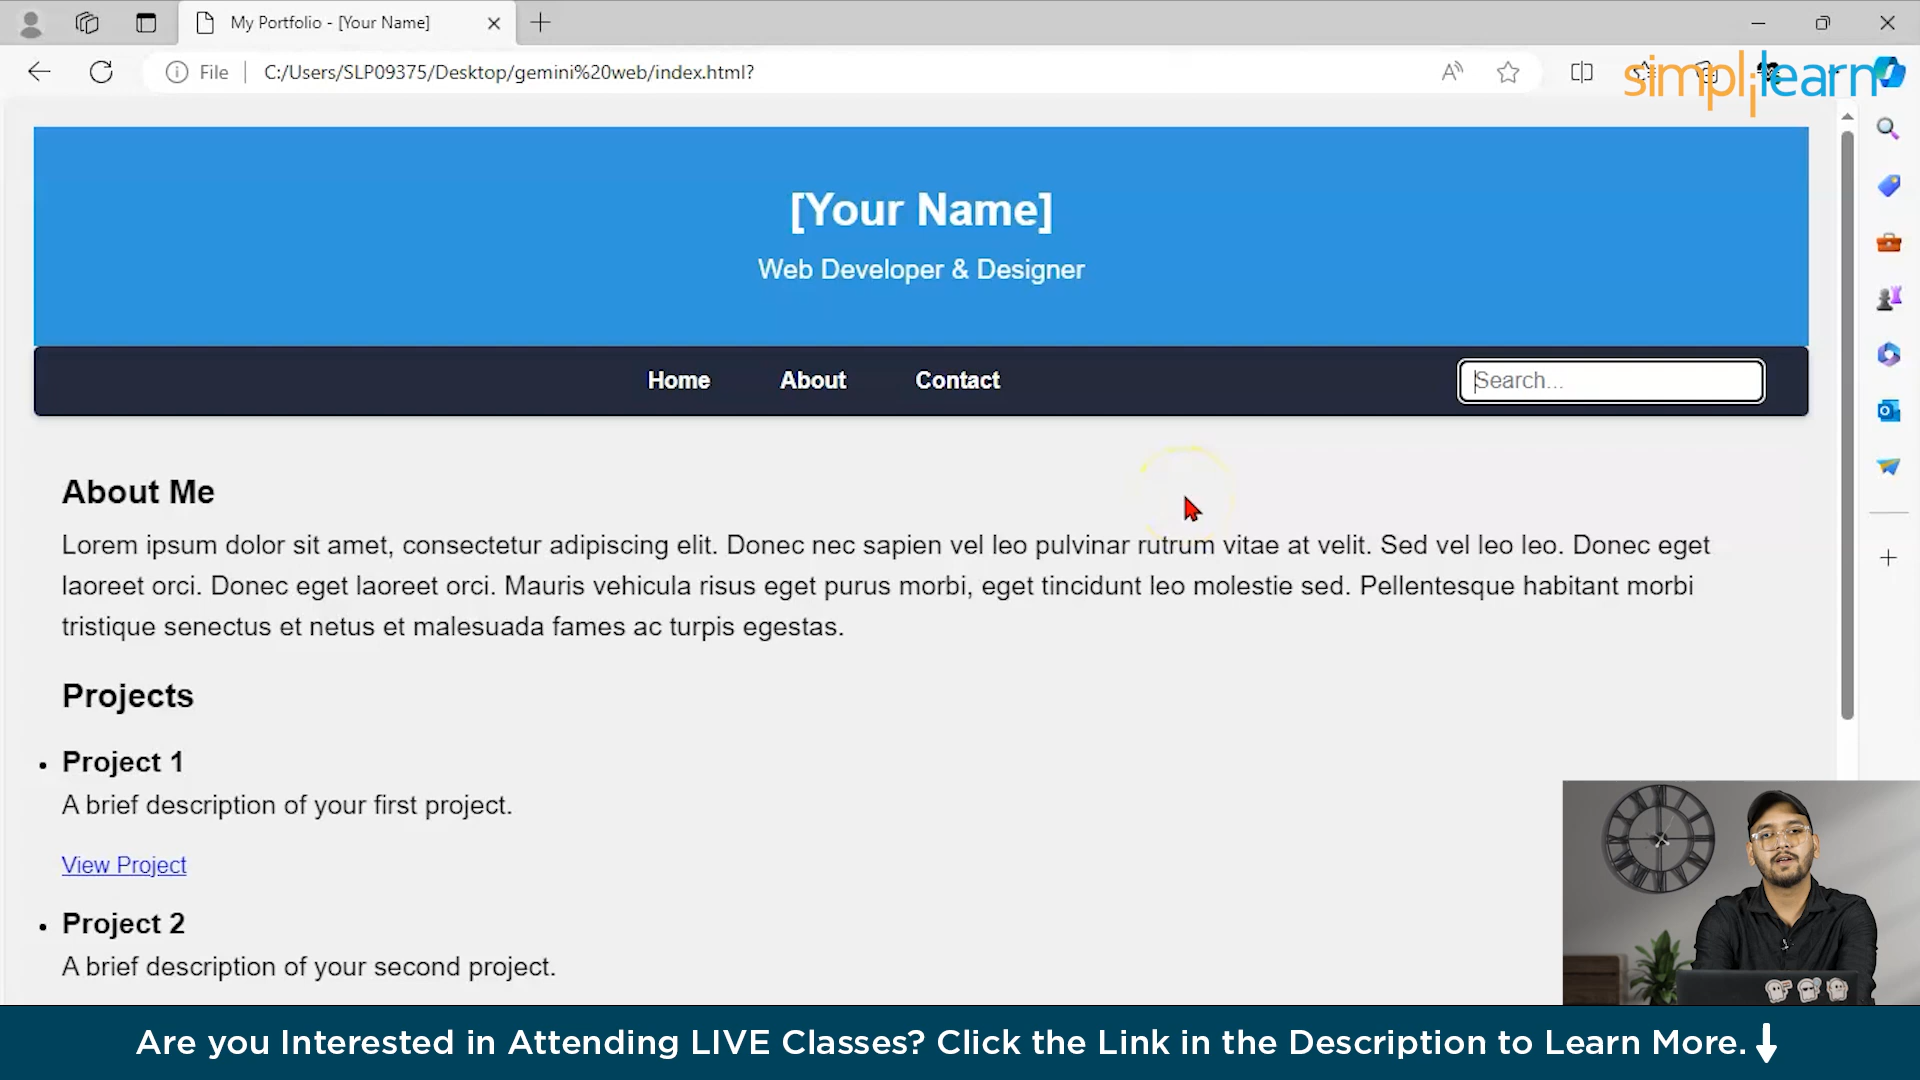 My Portfolio - [Your Name]
File
C:/Users/SLP09375/Desktop/gemini%20web/index.html?
simplilearn
[Your Name]
Web Developer & Designer
Home
About
Contact
Search...
About Me
Lorem ipsum dolor sit amet, consectetur adipiscing elit. Donec nec sapien vel leo pulvinar rutrum vitae at velit. Sed vel leo leo. Donec eget
laoreet orci. Donec eget laoreet orci. Mauris vehicula risus eget purus morbi, eget tincidunt leo molestie sed. Pellentesque habitant morbi
tristique senectus et netus et malesuada fames ac turpis egestas.
Projects
• Project 1
A brief description of your first project.
View Project
• Project 2
A brief description of your second project.
Are you Interested in Attending LIVE Classes? Click the Link in the Description to Learn More.